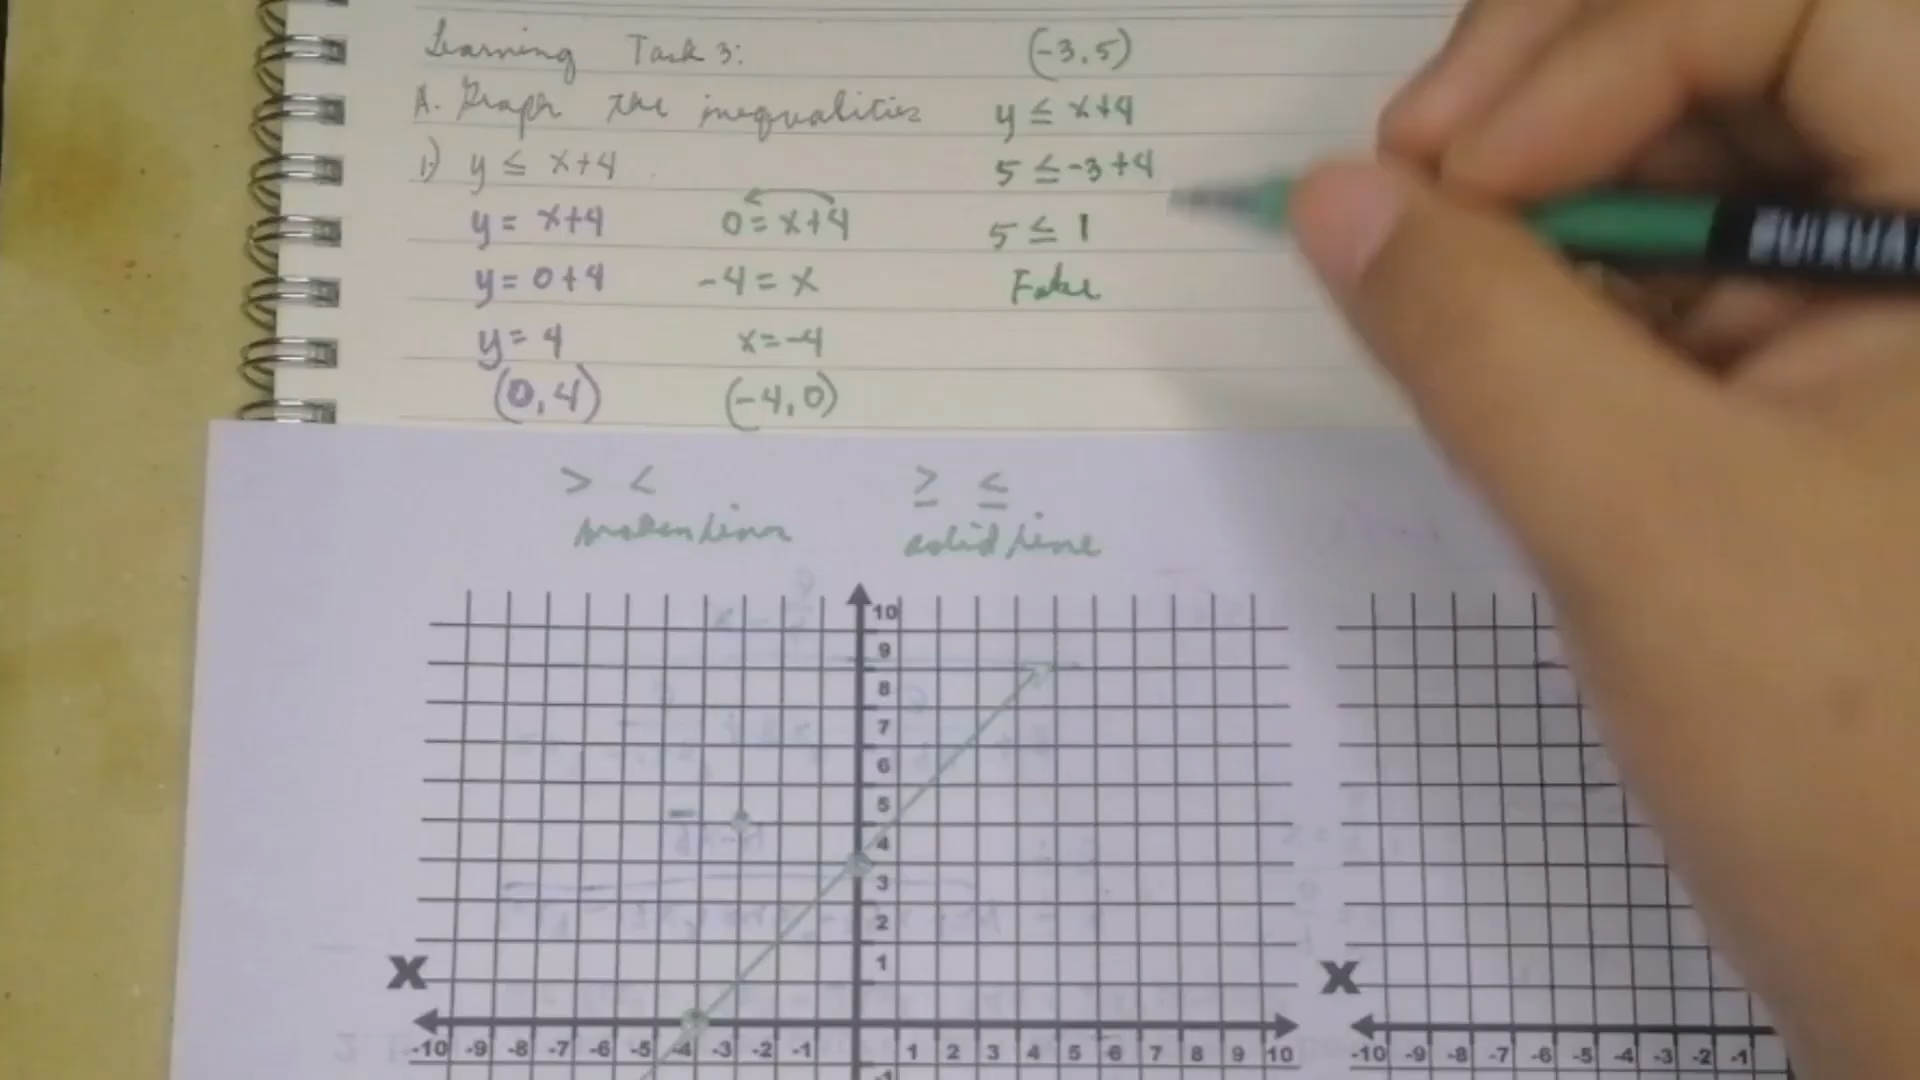 Learning Task 3:
A. Graph the inequalities
1.) y ≤ x+4
y = x+4
y = 0+4
y = 4
(0,4)
0 = x+4
-4 = x
x = -4
(-4,0)
(-3,5)
y ≤ x+4
5 ≤ -3+4
5 ≤ 1
False
> <
broken line
≥ ≤
solid line
10
9
8
7
6
5
4
3
2
1
X
-10 -9 -8 -7 -6 -5 -4 -3 -2 -1 1 2 3 4 5 6 7 8 9 10
-1
X
-10 -9 -8 -7 -6 -5 -4 -3 -2 -1